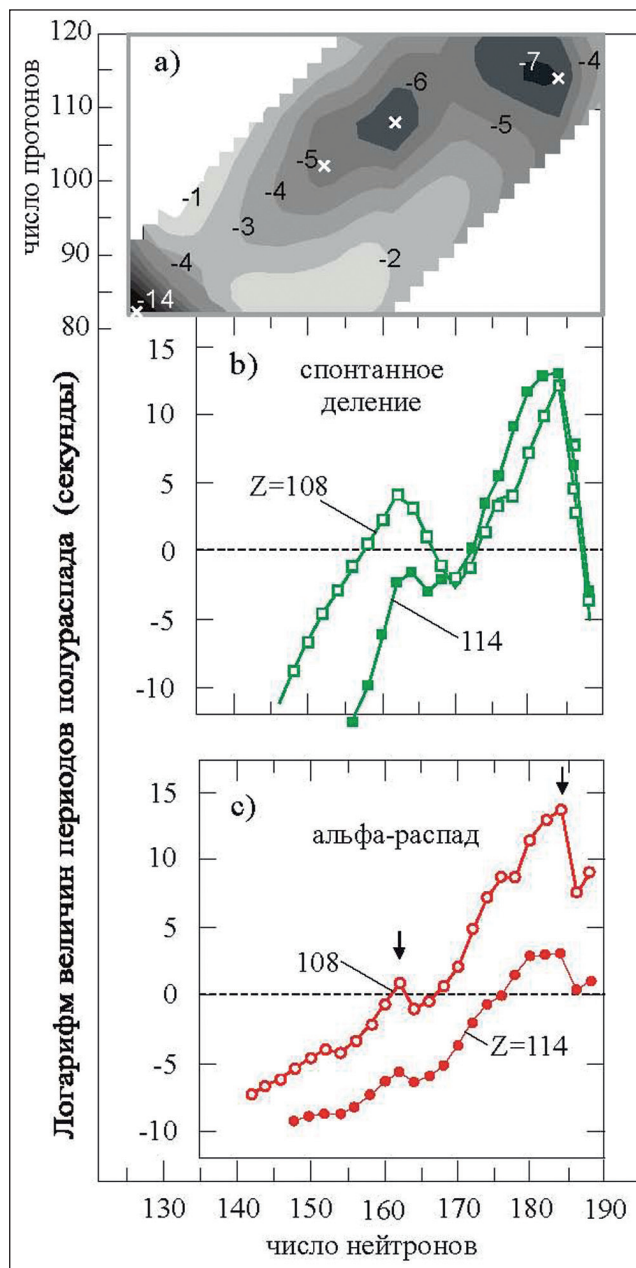 120
110
100
90
80
число протонов
a)
-7
-4
-6
-5
-5
-4
-1
-3
-4
-2
-14
Логарифм величин периодов полураспада (секунды)
15
10
5
0
-5
-10
b)
спонтанное
деление
Z=108
114
15
10
5
0
-5
-10
c)
альфа-распад
108
Z=114
130 140 150 160 170 180 190
число нейтронов